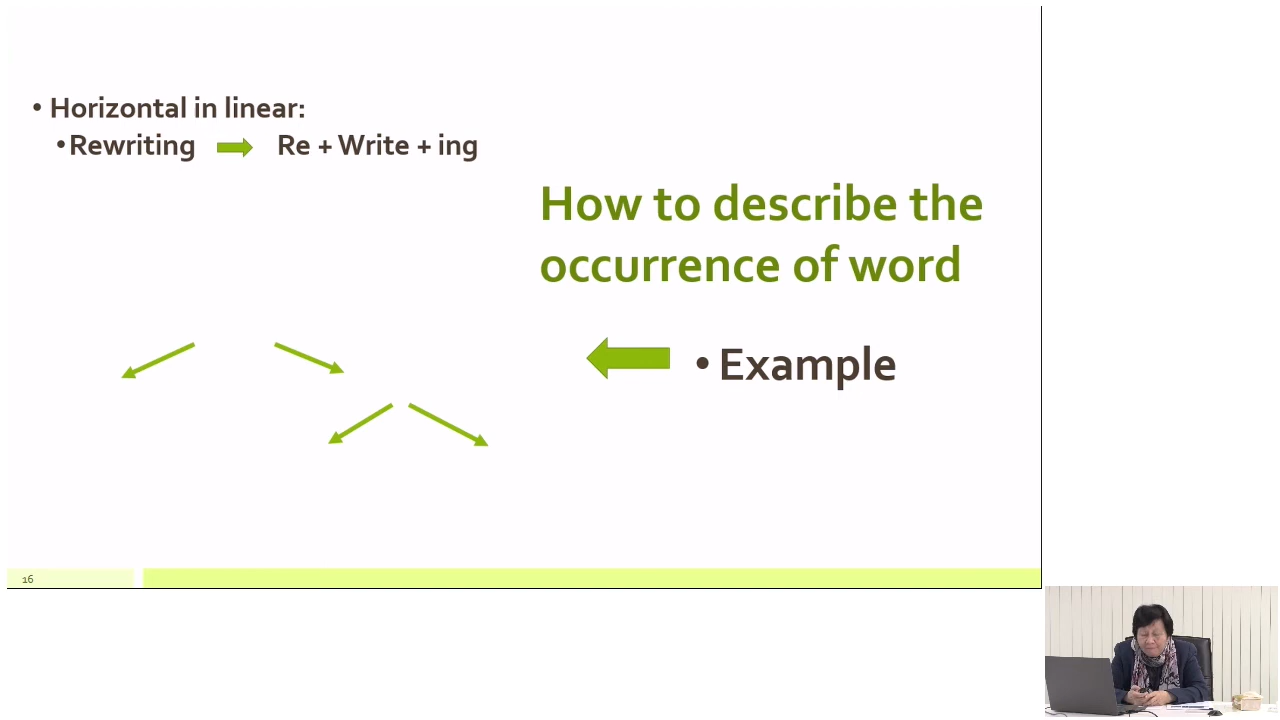 • Horizontal in linear:
• Rewriting Re + Write + ing
How to describe the
occurrence of word
• Example
16